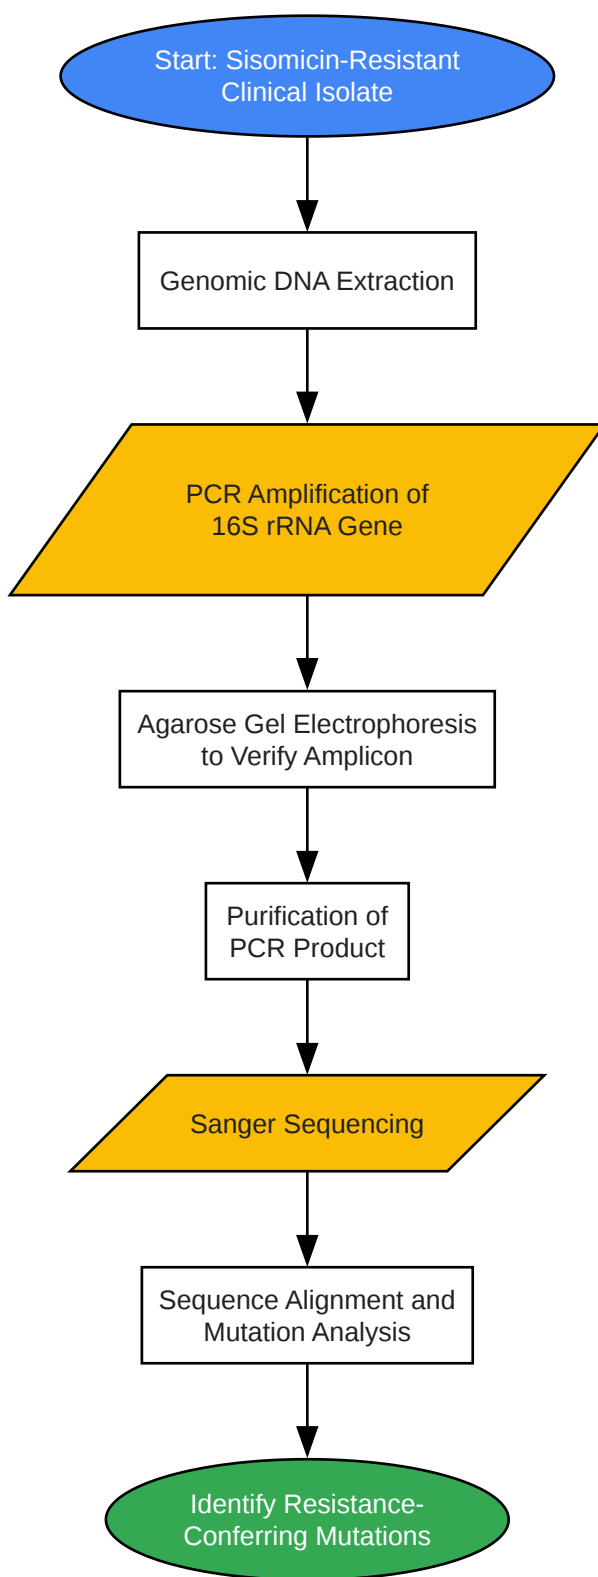 Start: Sisomicin-Resistant
Clinical Isolate
Genomic DNA Extraction
PCR Amplification of
16S rRNA Gene
Agarose Gel Electrophoresis
to Verify Amplicon
Purification of
PCR Product
Sanger Sequencing
Sequence Alignment and
Mutation Analysis
Identify Resistance-
Conferring Mutations